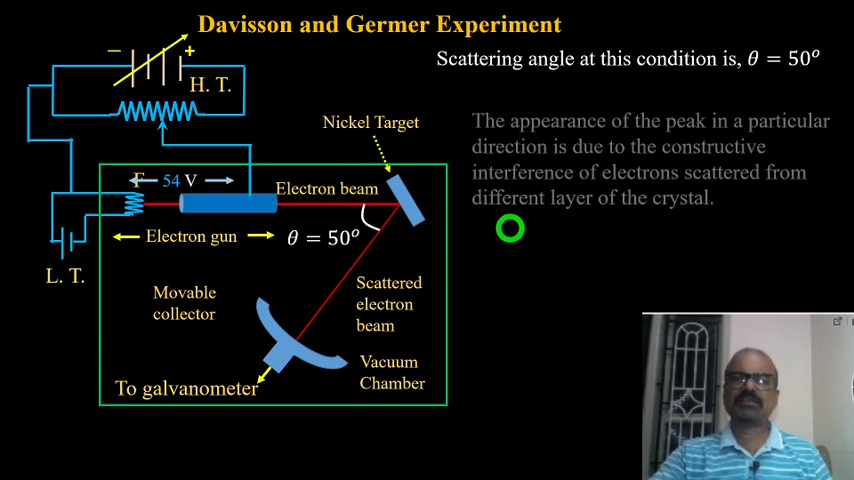 Davisson and Germer Experiment
Scattering angle at this condition is, θ = 50°
− +
H. T.
Nickel Target
The appearance of the peak in a particular
direction is due to the constructive
interference of electrons scattered from
different layer of the crystal.
F 54 V
Electron beam
Electron gun
θ = 50°
L. T.
Movable
collector
Scattered
electron
beam
Vacuum
Chamber
To galvanometer